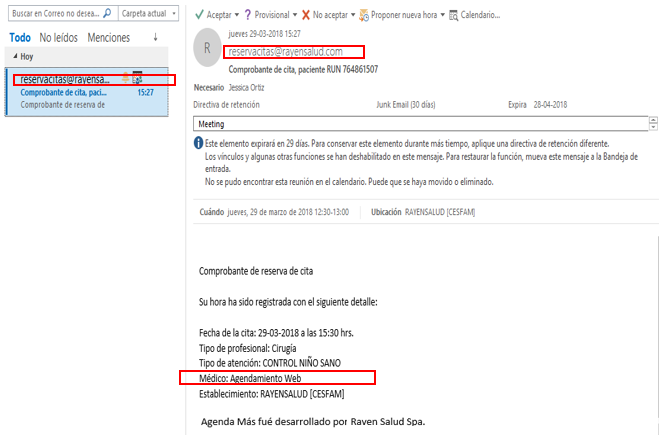 Buscar en Correo no desea... Carpeta actual
Todo No leídos Menciones ↓
Hoy
reservacitas@rayensa...
Comprobante de cita, paci... 15:27
Comprobante de reserva de
Aceptar ? Provisional No aceptar Proponer nueva hora Calendario...
R
jueves 29-03-2018 15:27
reservacitas@rayensalud.com
Comprobante de cita, paciente RUN 764861507
Necesario Jessica Ortiz
Directiva de retención Junk Email (30 días) Expira 28-04-2018
Meeting
Este elemento expirará en 29 días. Para conservar este elemento durante más tiempo, aplique una directiva de retención diferente.
Los vínculos y algunas otras funciones se han deshabilitado en este mensaje. Para restaurar la función, mueva este mensaje a la Bandeja de
entrada.
No se pudo encontrar esta reunión en el calendario. Puede que se haya movido o eliminado.
Cuándo jueves, 29 de marzo de 2018 12:30-13:00 Ubicación RAYENSALUD [CESFAM]
Comprobante de reserva de cita
Su hora ha sido registrada con el siguiente detalle:
Fecha de la cita: 29-03-2018 a las 15:30 hrs.
Tipo de profesional: Cirugía
Tipo de atención: CONTROL NIÑO SANO
Médico: Agendamiento Web
Establecimiento: RAYENSALUD [CESFAM]
Agenda Más fué desarrollado por Rayen Salud Spa.